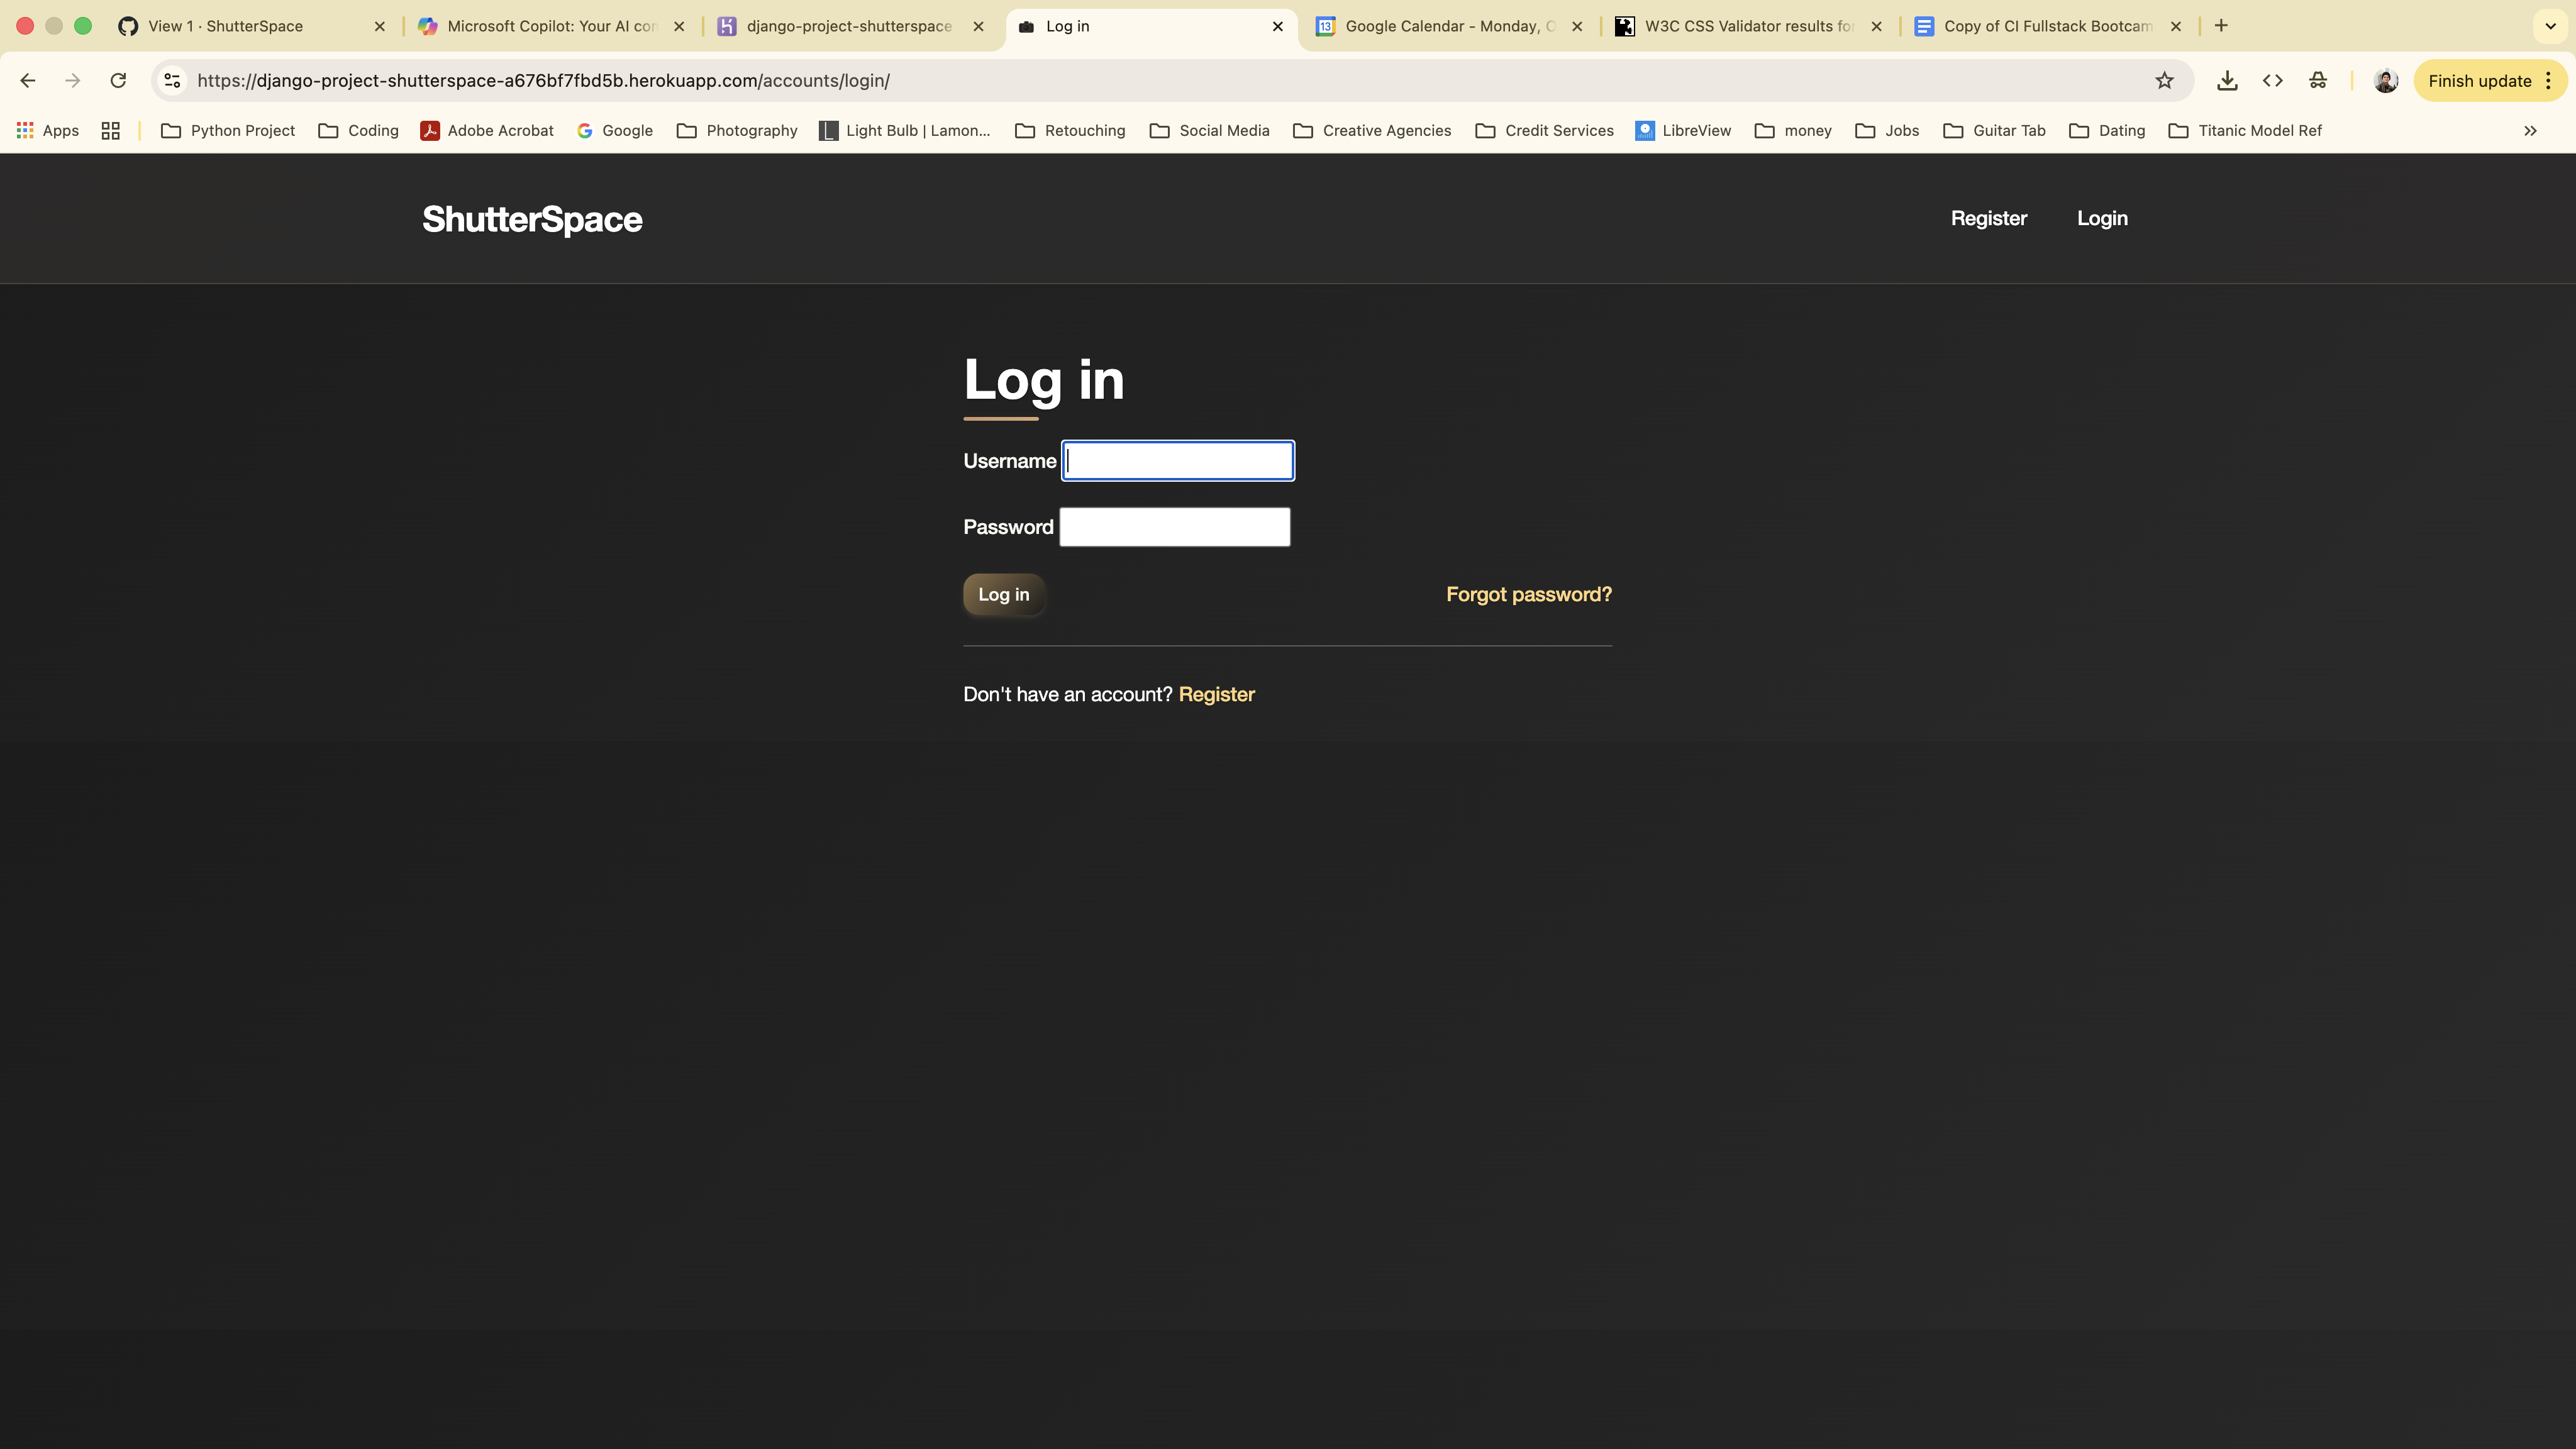 View 1 · ShutterSpace
Microsoft Copilot: Your AI con
django-project-shutterspace
Log in
Google Calendar - Monday, O
W3C CSS Validator results for
Copy of CI Fullstack Bootcam
https://django-project-shutterspace-a676bf7fbd5b.herokuapp.com/accounts/login/
Finish update
Apps
Python Project
Coding
Adobe Acrobat
Google
Photography
Light Bulb | Lamon...
Retouching
Social Media
Creative Agencies
Credit Services
LibreView
money
Jobs
Guitar Tab
Dating
Titanic Model Ref
ShutterSpace
Register
Login
Log in
Username
Password
Log in
Forgot password?
Don't have an account? Register